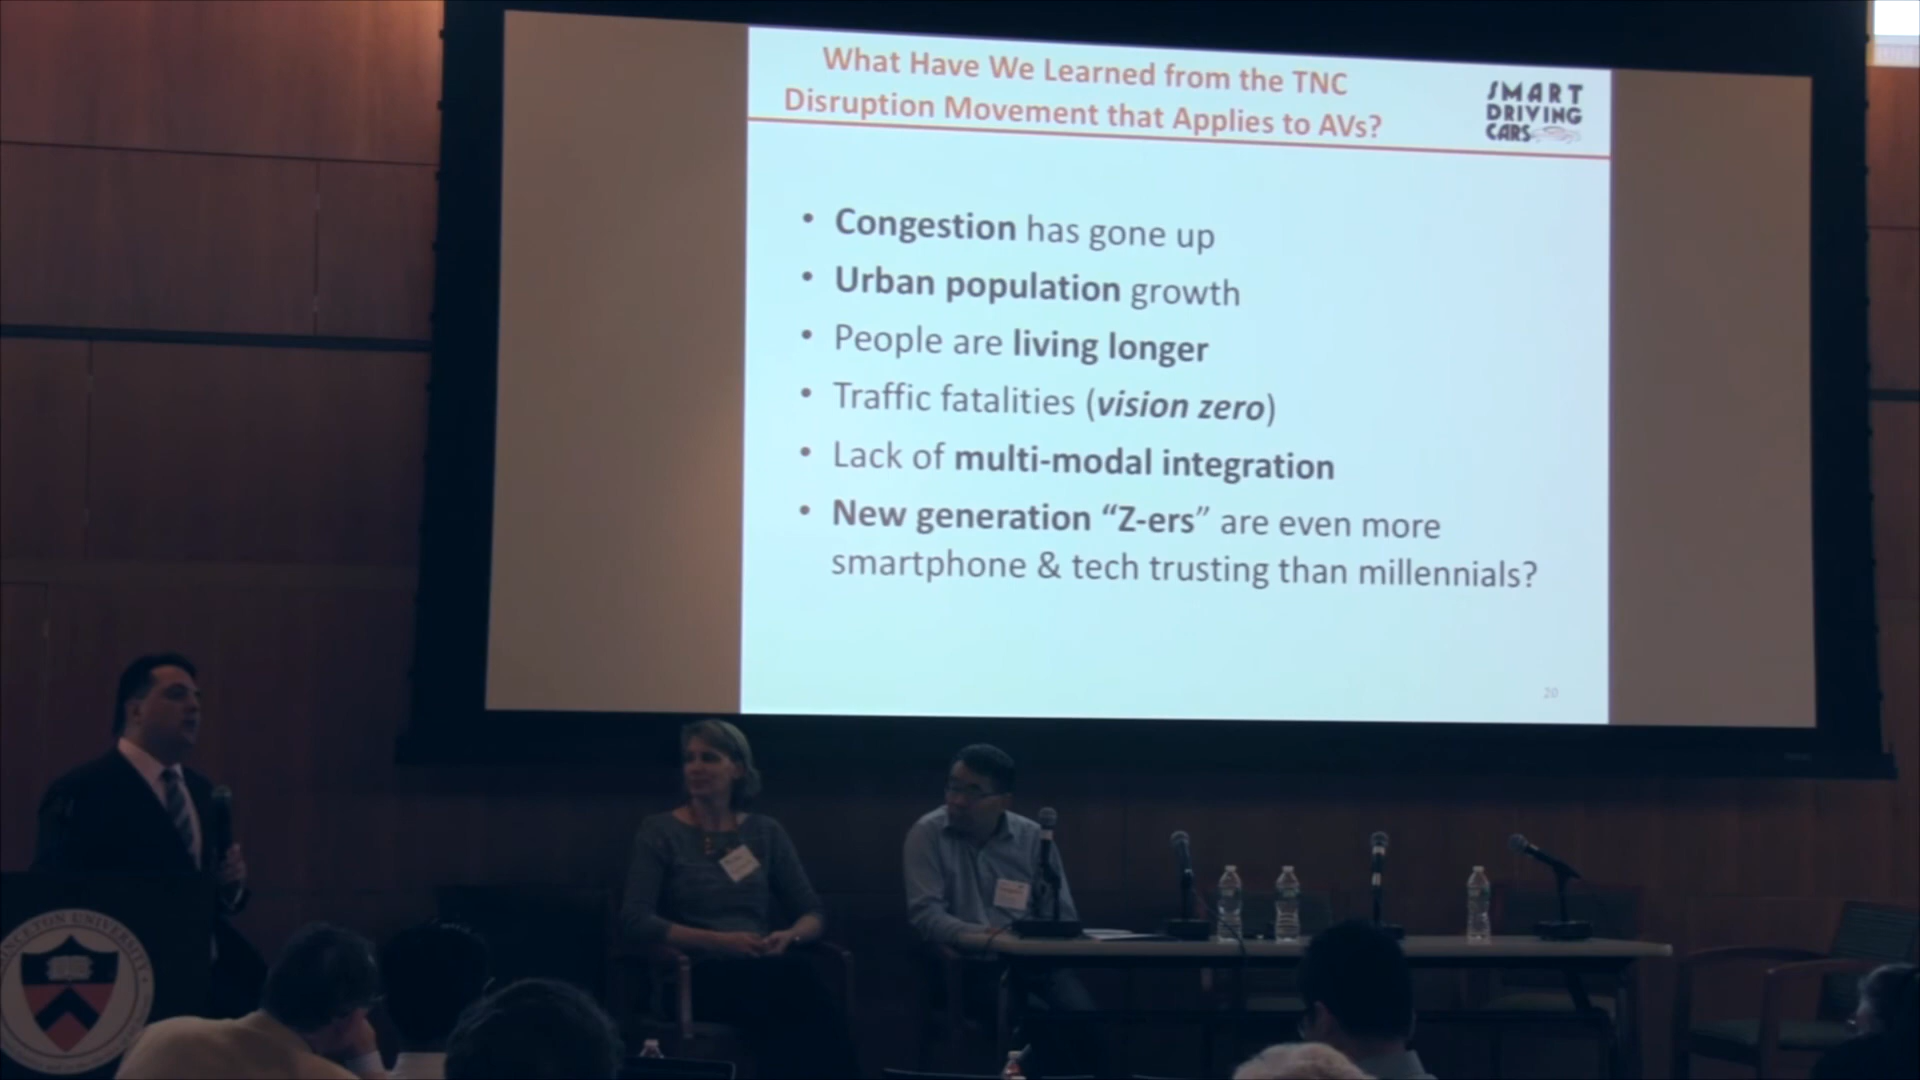 What Have We Learned from the TNC
Disruption Movement that Applies to AVs?
SMART
DRIVING
CARS
• Congestion has gone up
• Urban population growth
• People are living longer
• Traffic fatalities (vision zero)
• Lack of multi-modal integration
• New generation “Z-ers” are even more
smartphone & tech trusting than millennials?
20